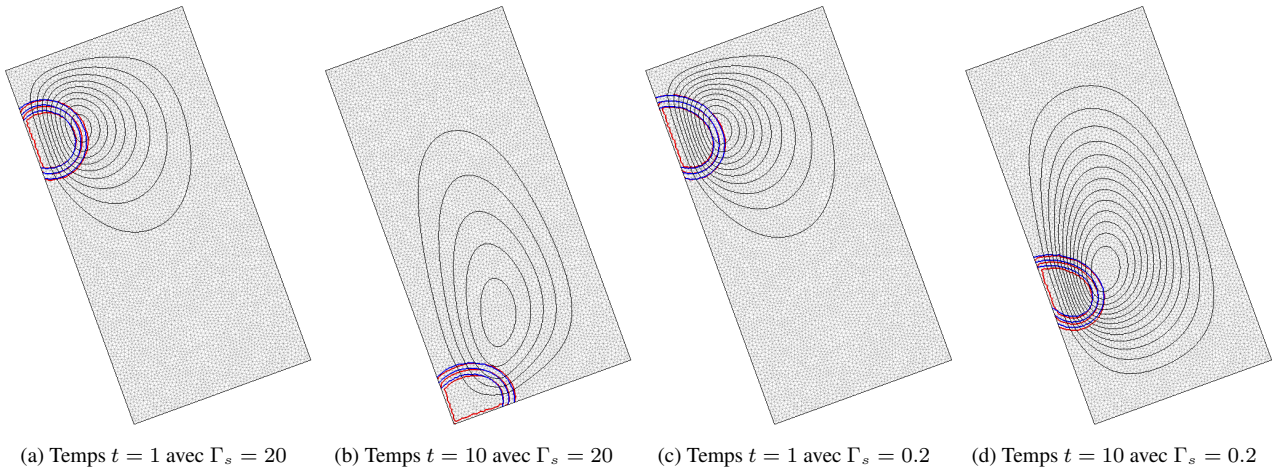 (a) Temps t = 1 avec Γ_s = 20
(b) Temps t = 10 avec Γ_s = 20
(c) Temps t = 1 avec Γ_s = 0.2
(d) Temps t = 10 avec Γ_s = 0.2